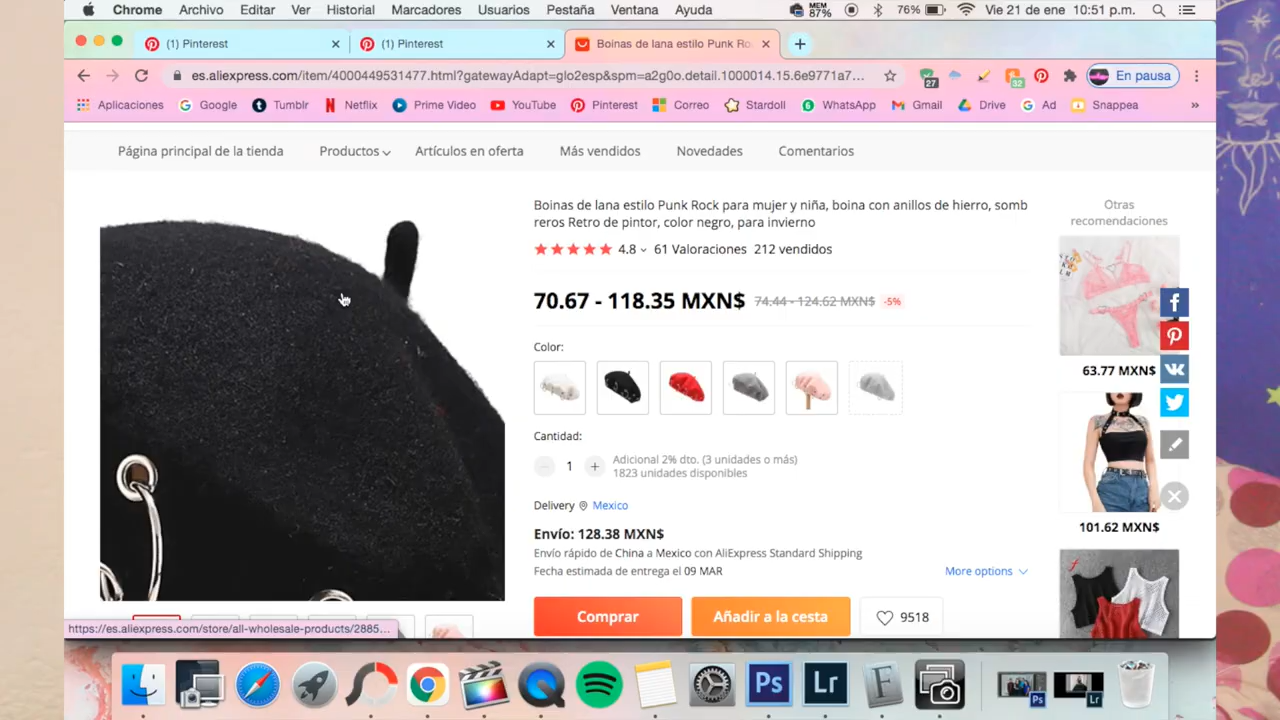 Chrome Archivo Editar Ver Historial Marcadores Usuarios Pestaña Ventana Ayuda MEM 87% 76% Vie 21 de ene 10:51 p.m.
(1) Pinterest (1) Pinterest Boinas de lana estilo Punk Ro
es.aliexpress.com/item/4000449531477.html?gatewayAdapt=glo2esp&spm=a2g0o.detail.1000014.15.6e9771a7... 27 32 En pausa
Aplicaciones Google Tumblr Netflix Prime Video YouTube Pinterest Correo Stardoll WhatsApp Gmail Drive Ad Snappea »
Página principal de la tienda Productos Artículos en oferta Más vendidos Novedades Comentarios
Boinas de lana estilo Punk Rock para mujer y niña, boina con anillos de hierro, somb
reros Retro de pintor, color negro, para invierno
4.8 61 Valoraciones 212 vendidos
70.67 - 118.35 MXN$ 74.44 - 124.62 MXN$ -5%
Color:
Cantidad:
1
Adicional 2% dto. (3 unidades o más)
1823 unidades disponibles
Delivery Mexico
Envío: 128.38 MXN$
Envío rápido de China a Mexico con AliExpress Standard Shipping
Fecha estimada de entrega el 09 MAR More options
Comprar Añadir a la cesta 9518
Otras
recomendaciones
63.77 MXN$
101.62 MXN$
https://es.aliexpress.com/store/all-wholesale-products/2885...
Ps Lr F Ps Lr